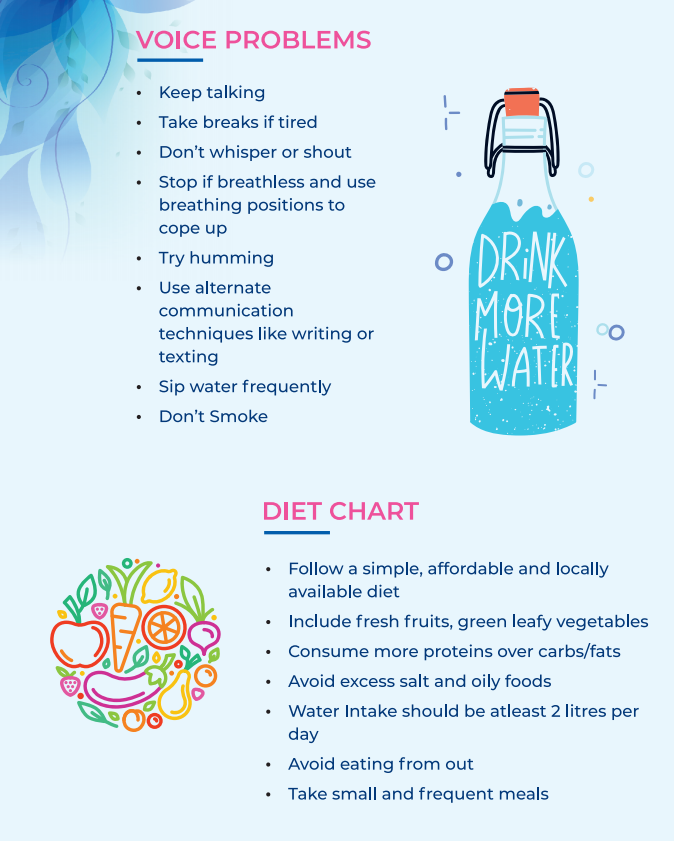 VOICE PROBLEMS
• Keep talking
• Take breaks if tired
• Don't whisper or shout
• Stop if breathless and use
breathing positions to
cope up
• Try humming
• Use alternate
communication
techniques like writing or
texting
• Sip water frequently
• Don't Smoke
DRiNK
MORE
WATER
DIET CHART
• Follow a simple, affordable and locally
available diet
• Include fresh fruits, green leafy vegetables
• Consume more proteins over carbs/fats
• Avoid excess salt and oily foods
• Water Intake should be atleast 2 litres per
day
• Avoid eating from out
• Take small and frequent meals